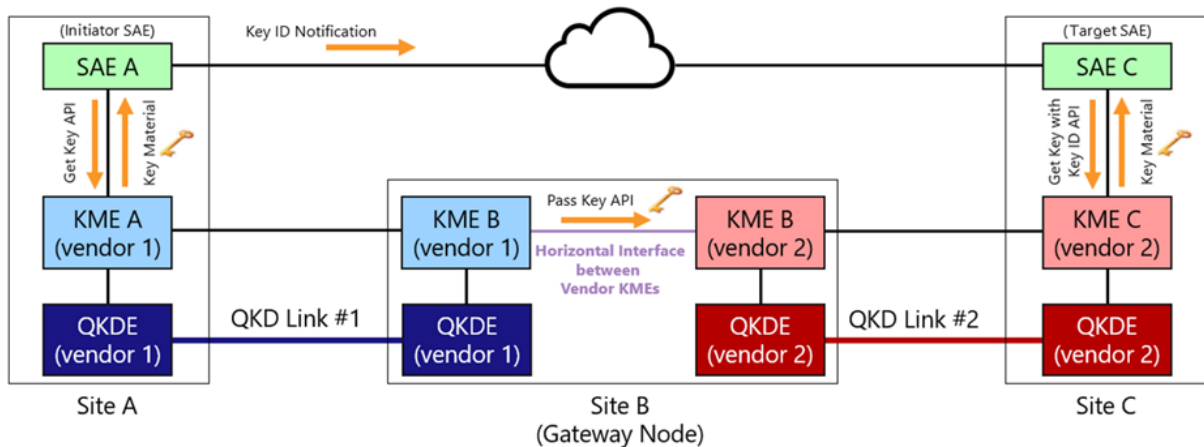 (Initiator SAE)
SAE A
Key ID Notification
(Target SAE)
SAE C
Get Key API
Key Material
Get Key with
Key ID API
Key Material
KME A
(vendor 1)
KME B
(vendor 1)
Pass Key API
Horizontal Interface
between
Vendor KMEs
KME B
(vendor 2)
KME C
(vendor 2)
QKDE
(vendor 1)
QKD Link #1
QKDE
(vendor 1)
QKDE
(vendor 2)
QKD Link #2
QKDE
(vendor 2)
Site A
Site B
(Gateway Node)
Site C